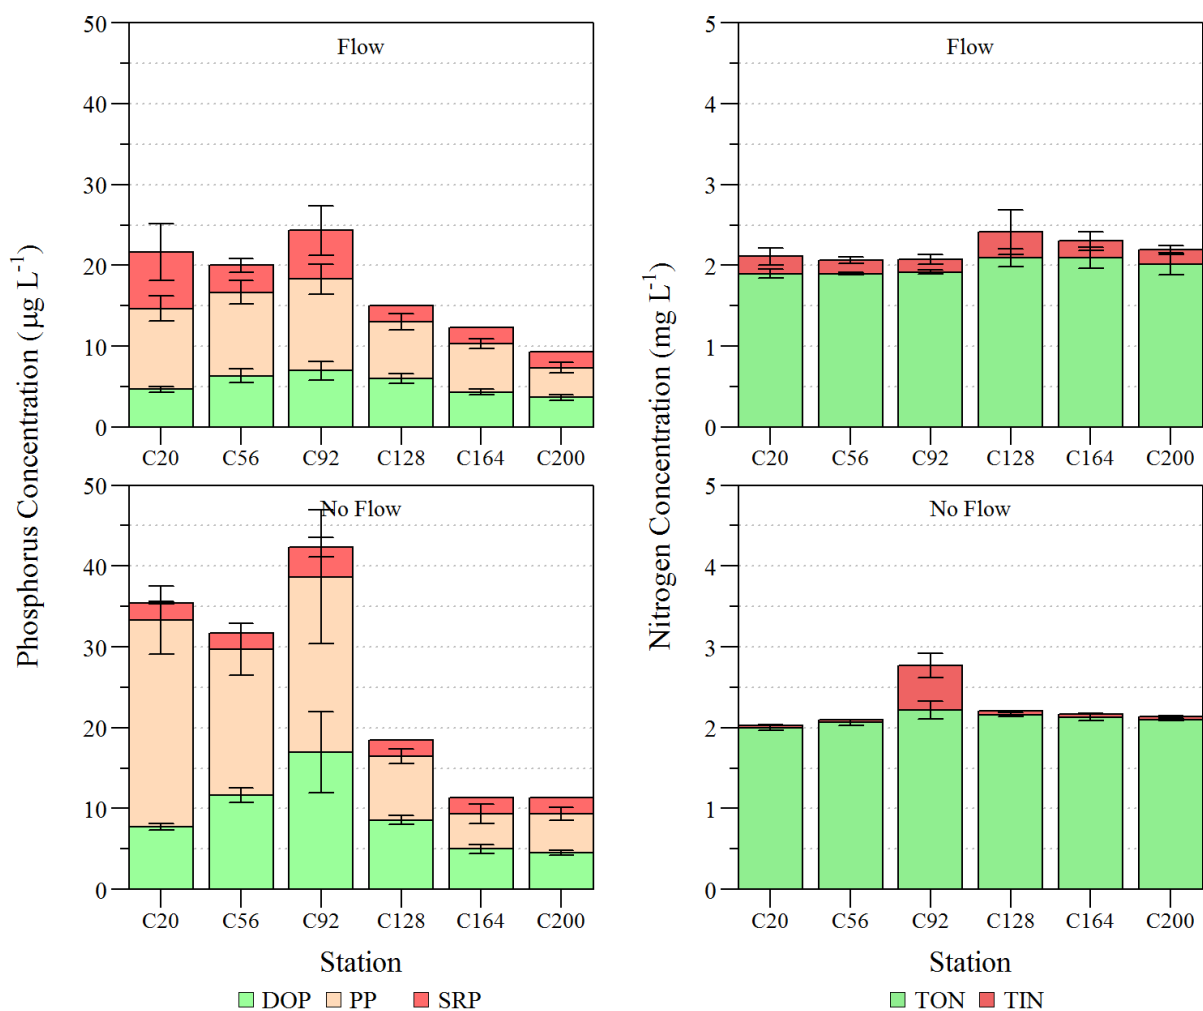 Phosphorus Concentration (µg L⁻¹)
50
40
30
20
10
0
Flow
C20 C56 C92 C128 C164 C200
50
40
30
20
10
0
No Flow
C20 C56 C92 C128 C164 C200
Station
DOP PP SRP
Nitrogen Concentration (mg L⁻¹)
5
4
3
2
1
0
Flow
C20 C56 C92 C128 C164 C200
5
4
3
2
1
0
No Flow
C20 C56 C92 C128 C164 C200
Station
TON TIN